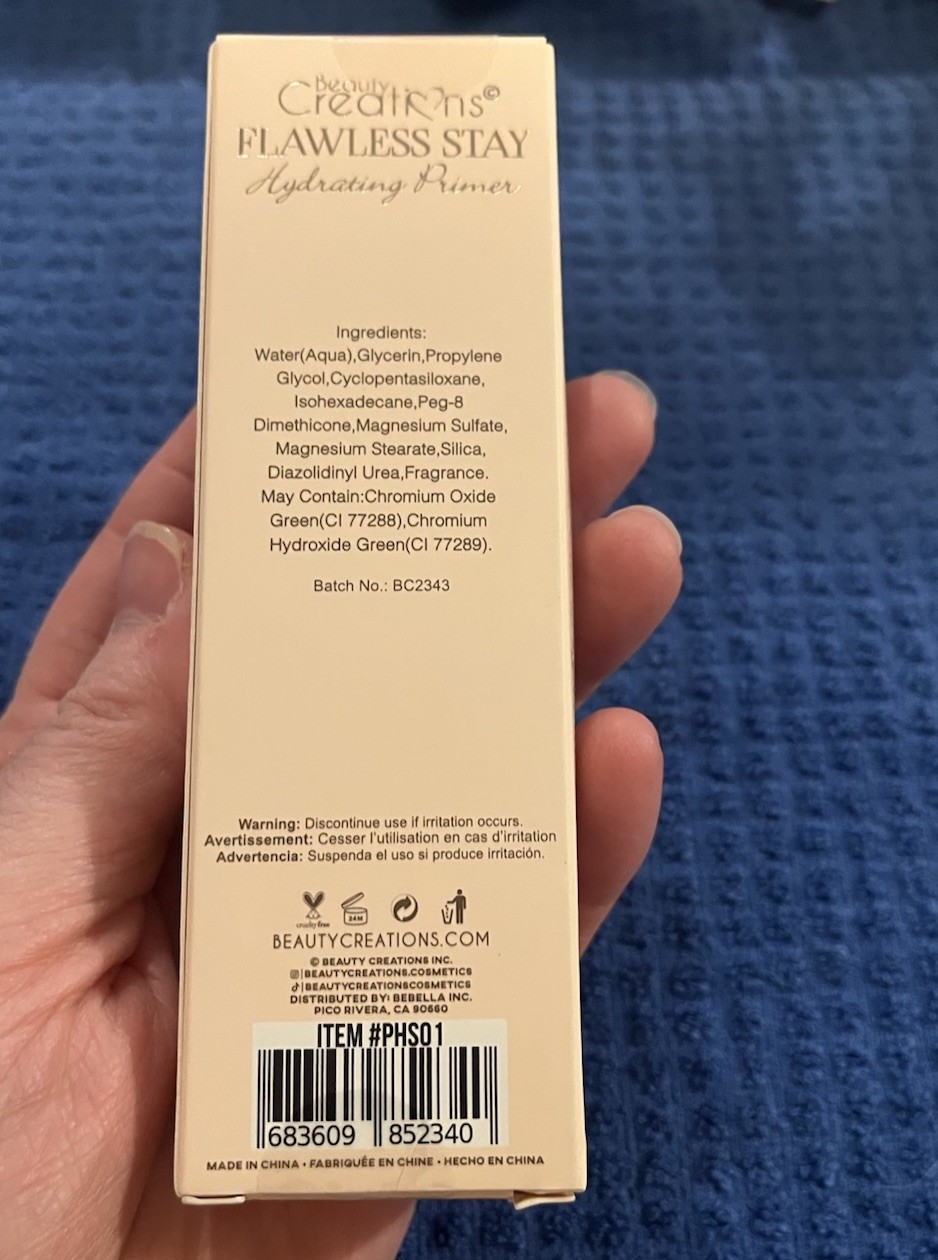 Beauty
Creations©
FLAWLESS STAY
Hydrating Primer
Ingredients:
Water(Aqua),Glycerin,Propylene
Glycol,Cyclopentasiloxane,
Isohexadecane,Peg-8
Dimethicone,Magnesium Sulfate,
Magnesium Stearate,Silica,
Diazolidinyl Urea,Fragrance.
May Contain:Chromium Oxide
Green(CI 77288),Chromium
Hydroxide Green(CI 77289).
Batch No.: BC2343
Warning: Discontinue use if irritation occurs.
Avertissement: Cesser l'utilisation en cas d'irritation
Advertencia: Suspenda el uso si produce irritación.
cruelty free
24M
BEAUTYCREATIONS.COM
© BEAUTY CREATIONS INC.
|BEAUTYCREATIONS.COSMETICS
|BEAUTYCREATIONSCOSMETICS
DISTRIBUTED BY: BEBELLA INC.
PICO RIVERA, CA 90660
ITEM #PHS01
683609 852340
MADE IN CHINA • FABRIQUÉE EN CHINE • HECHO EN CHINA